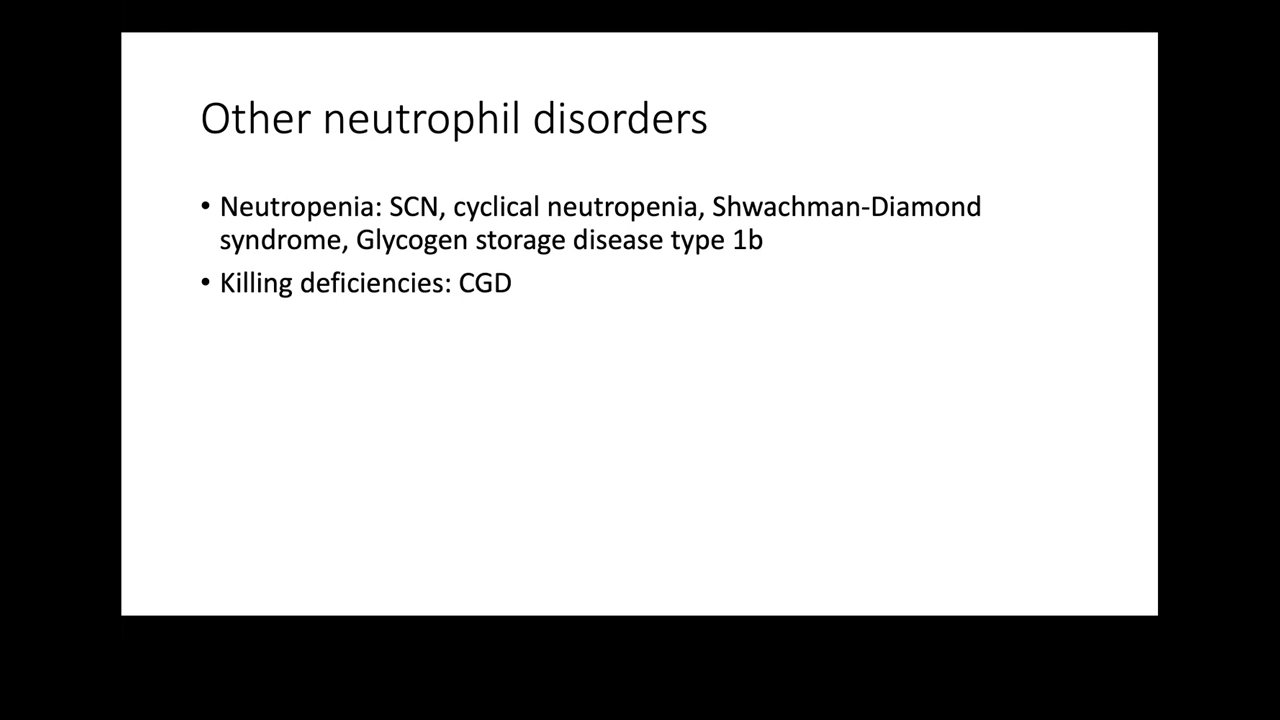 Other neutrophil disorders
• Neutropenia: SCN, cyclical neutropenia, Shwachman-Diamond
syndrome, Glycogen storage disease type 1b
• Killing deficiencies: CGD